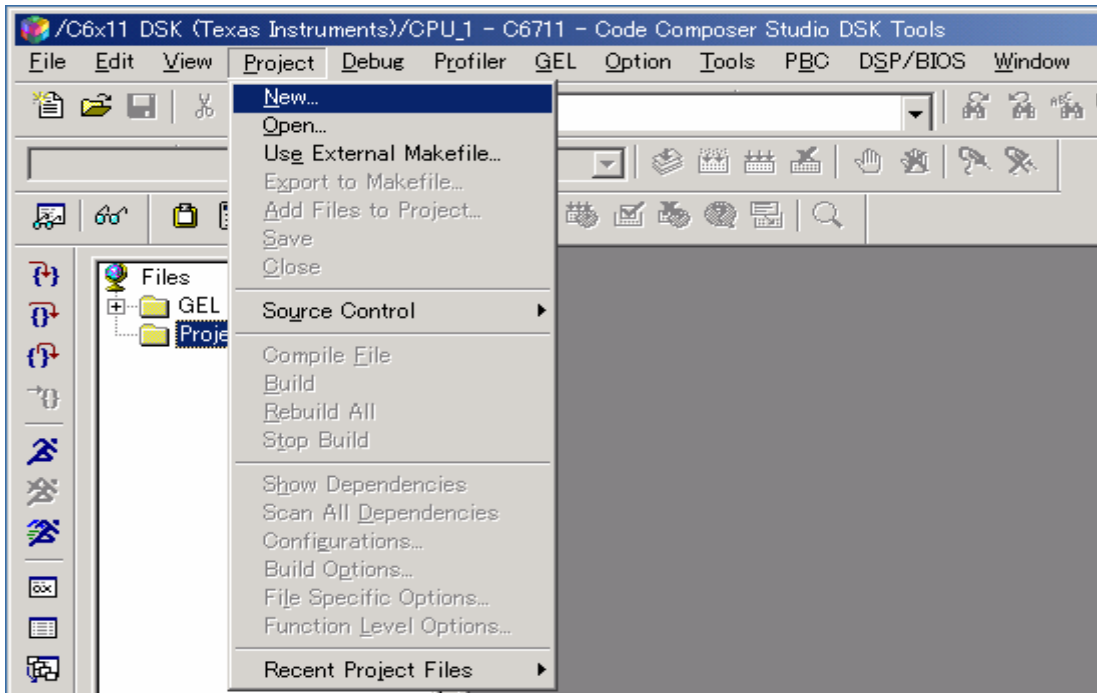 /C6x11 DSK (Texas Instruments)/CPU_1 - C6711 - Code Composer Studio DSK Tools
File Edit View Project Debug Profiler GEL Option Tools PBC DSP/BIOS Window
New...
Open...
Use External Makefile...
Export to Makefile...
Add Files to Project...
Save
Close
Files
GEL
Proje
Source Control
Compile File
Build
Rebuild All
Stop Build
Show Dependencies
Scan All Dependencies
Configurations...
Build Options...
File Specific Options...
Function Level Options...
Recent Project Files